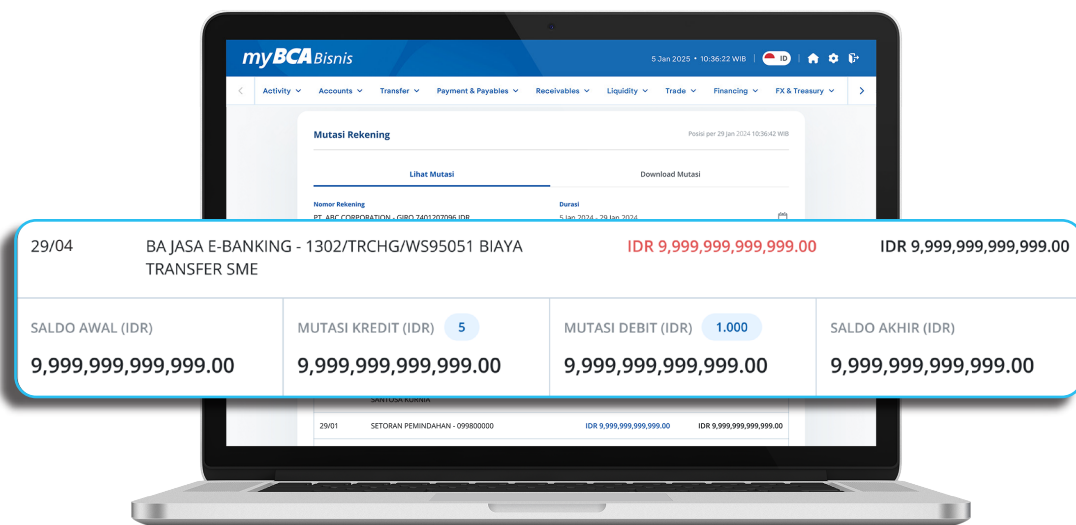 myBCA Bisnis
5 Jan 2025 • 10:36:22 WIB
ID
Activity Accounts Transfer Payment & Payables Receivables Liquidity Trade Financing FX & Treasury
Mutasi Rekening
Posisi per 29 Jan 2024 10:36:42 WIB
Lihat Mutasi Download Mutasi
Nomor Rekening Durasi
PT. ABC CORPORATION - GIRO 7401207096 IDR 5 Jan 2024 - 29 Jan 2024
29/04 BA JASA E-BANKING - 1302/TRCHG/WS95051 BIAYA IDR 9,999,999,999,999.00 IDR 9,999,999,999,999.00
TRANSFER SME
SALDO AWAL (IDR) MUTASI KREDIT (IDR) 5 MUTASI DEBIT (IDR) 1.000 SALDO AKHIR (IDR)
9,999,999,999,999.00 9,999,999,999,999.00 9,999,999,999,999.00 9,999,999,999,999.00
SANTOSA KURNIA
29/01 SETORAN PEMINDAHAN - 099800000 IDR 9,999,999,999,999.00 IDR 9,999,999,999,999.00